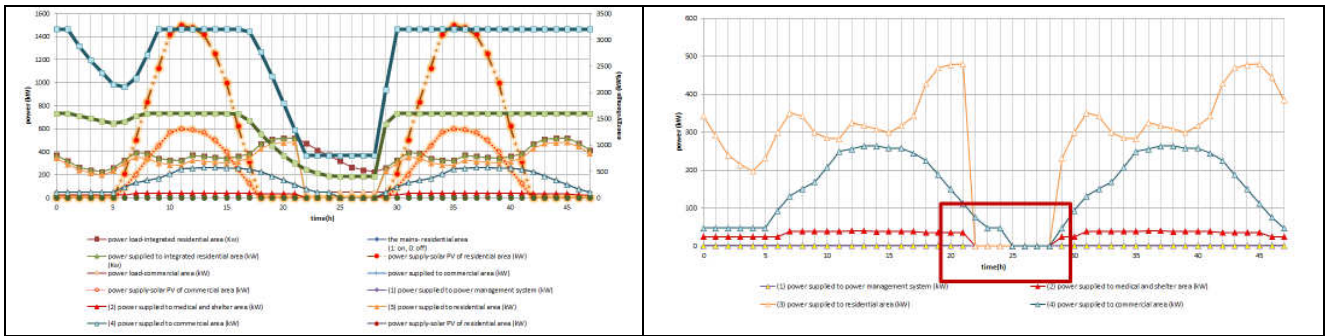 1600
1400
1200
1000
800
600
400
200
0
power (kW)
3500
3000
2500
2000
1500
1000
500
0
0 5 10 15 20 25 30 35 40 45
time(h)
power load-integrated residential area (Kw)
the mains- residential area
(1: on, 0: off)
power supplied to integrated residential area (kW)
(Kw)
power supply-solar PV of residential area (kW)
power load-commercial area (kW)
power supplied to commercial area (kW)
power supply-solar PV of commercial area (kW)
(1) power supplied to power management system (kW)
(2) power supplied to medical and shelter area (kW)
(3) power supplied to residential area (kW)
(4) power supplied to commercial area (kW)
power supply-solar PV of residential area (kW)
600
500
400
300
200
100
0
power (kW)
0 5 10 15 20 25 30 35 40 45
time(h)
(1) power supplied to power management system (kW)
(2) power supplied to medical and shelter area (kW)
(3) power supplied to residential area (kW)
(4) power supplied to commercial area (kW)